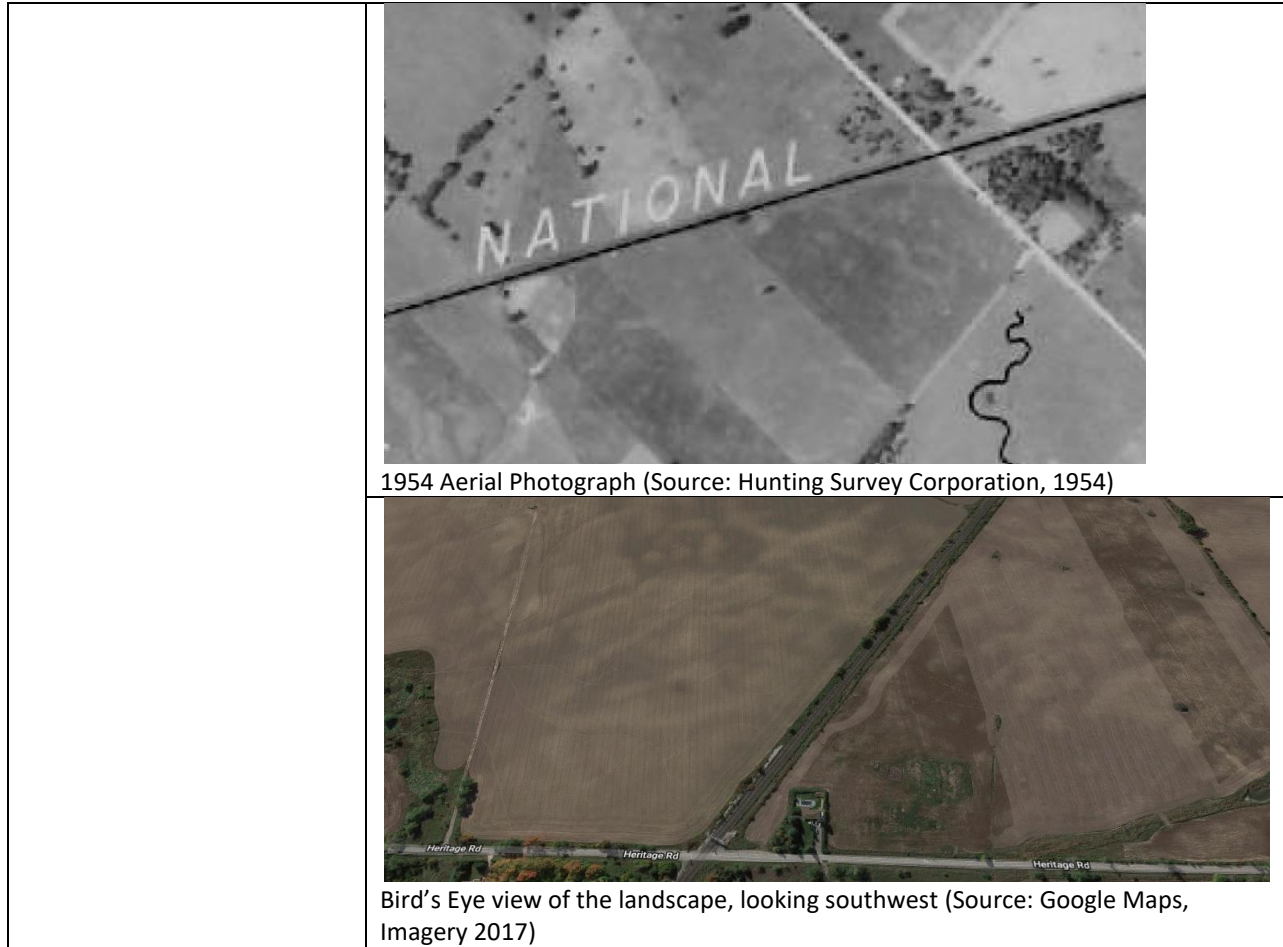 NATIONAL
1954 Aerial Photograph (Source: Hunting Survey Corporation, 1954)
Heritage Rd
Heritage Rd
Heritage Rd
Bird's Eye view of the landscape, looking southwest (Source: Google Maps,
Imagery 2017)